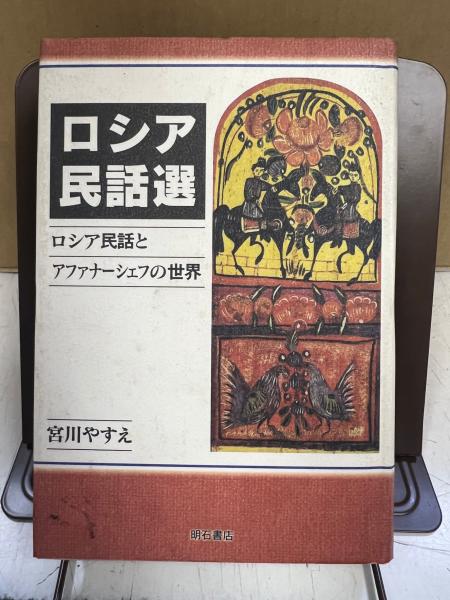 ロシア
民話選
ロシア民話と
アファナーシェフの世界
宮川やすえ
明石書店